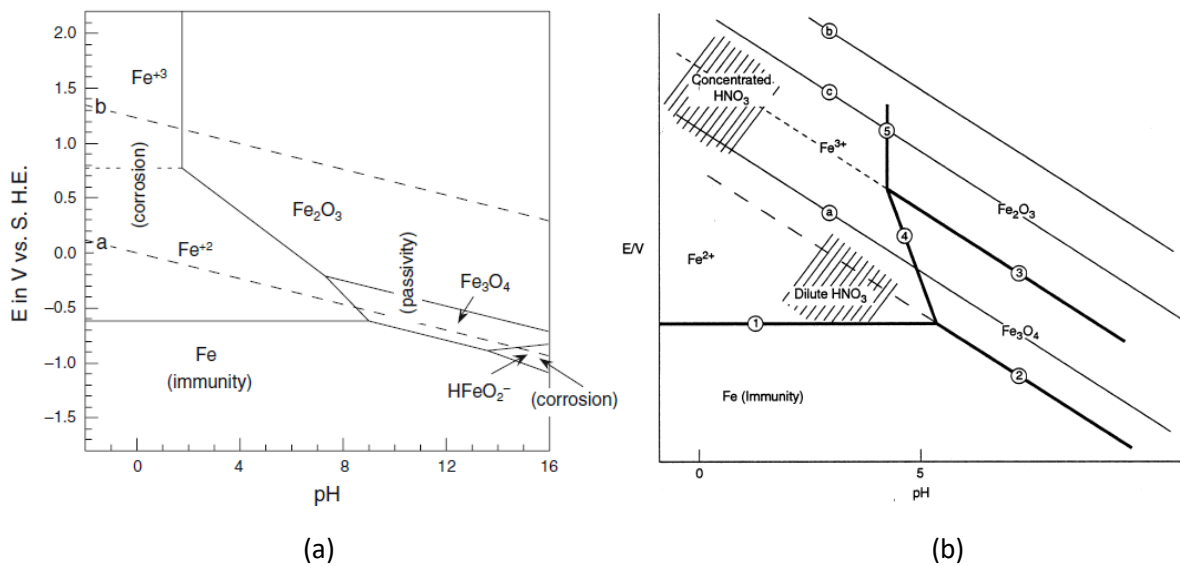 2.0
1.5
1.0
0.5
0.0
−0.5
−1.0
−1.5
E in V vs. S. H.E.
Fe+3
b
(corrosion)
a
Fe+2
Fe2O3
(passivity)
Fe3O4
Fe
(immunity)
HFeO2−
(corrosion)
0 4 8 12 16
pH
(a)
b
Concentrated
HNO3
c
5
Fe3+
a
Fe2O3
4
E/V
Fe2+
3
Dilute HNO3
1
Fe3O4
2
Fe (Immunity)
0 5
pH
(b)